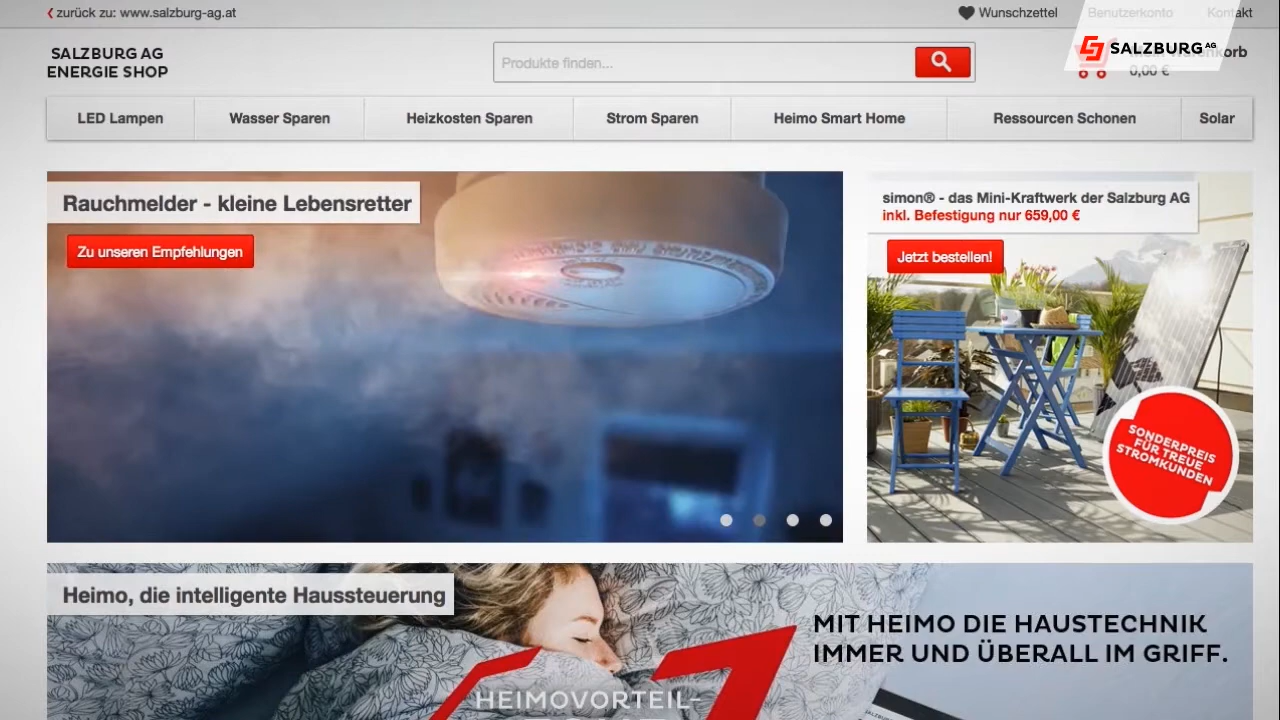 zurück zu: www.salzburg-ag.at
Wunschzettel
Benutzerkonto
Kontakt
SALZBURG AG
ENERGIE SHOP
Produkte finden...
SALZBURG AG
0,00 €
LED Lampen
Wasser Sparen
Heizkosten Sparen
Strom Sparen
Heimo Smart Home
Ressourcen Schonen
Solar
Rauchmelder - kleine Lebensretter
Zu unseren Empfehlungen
simon® - das Mini-Kraftwerk der Salzburg AG
inkl. Befestigung nur 659,00 €
Jetzt bestellen!
SONDERPREIS
FÜR TREUE
STROMKUNDEN
Heimo, die intelligente Haussteuerung
MIT HEIMO DIE HAUSTECHNIK
IMMER UND ÜBERALL IM GRIFF.
HEIMOVORTEIL-